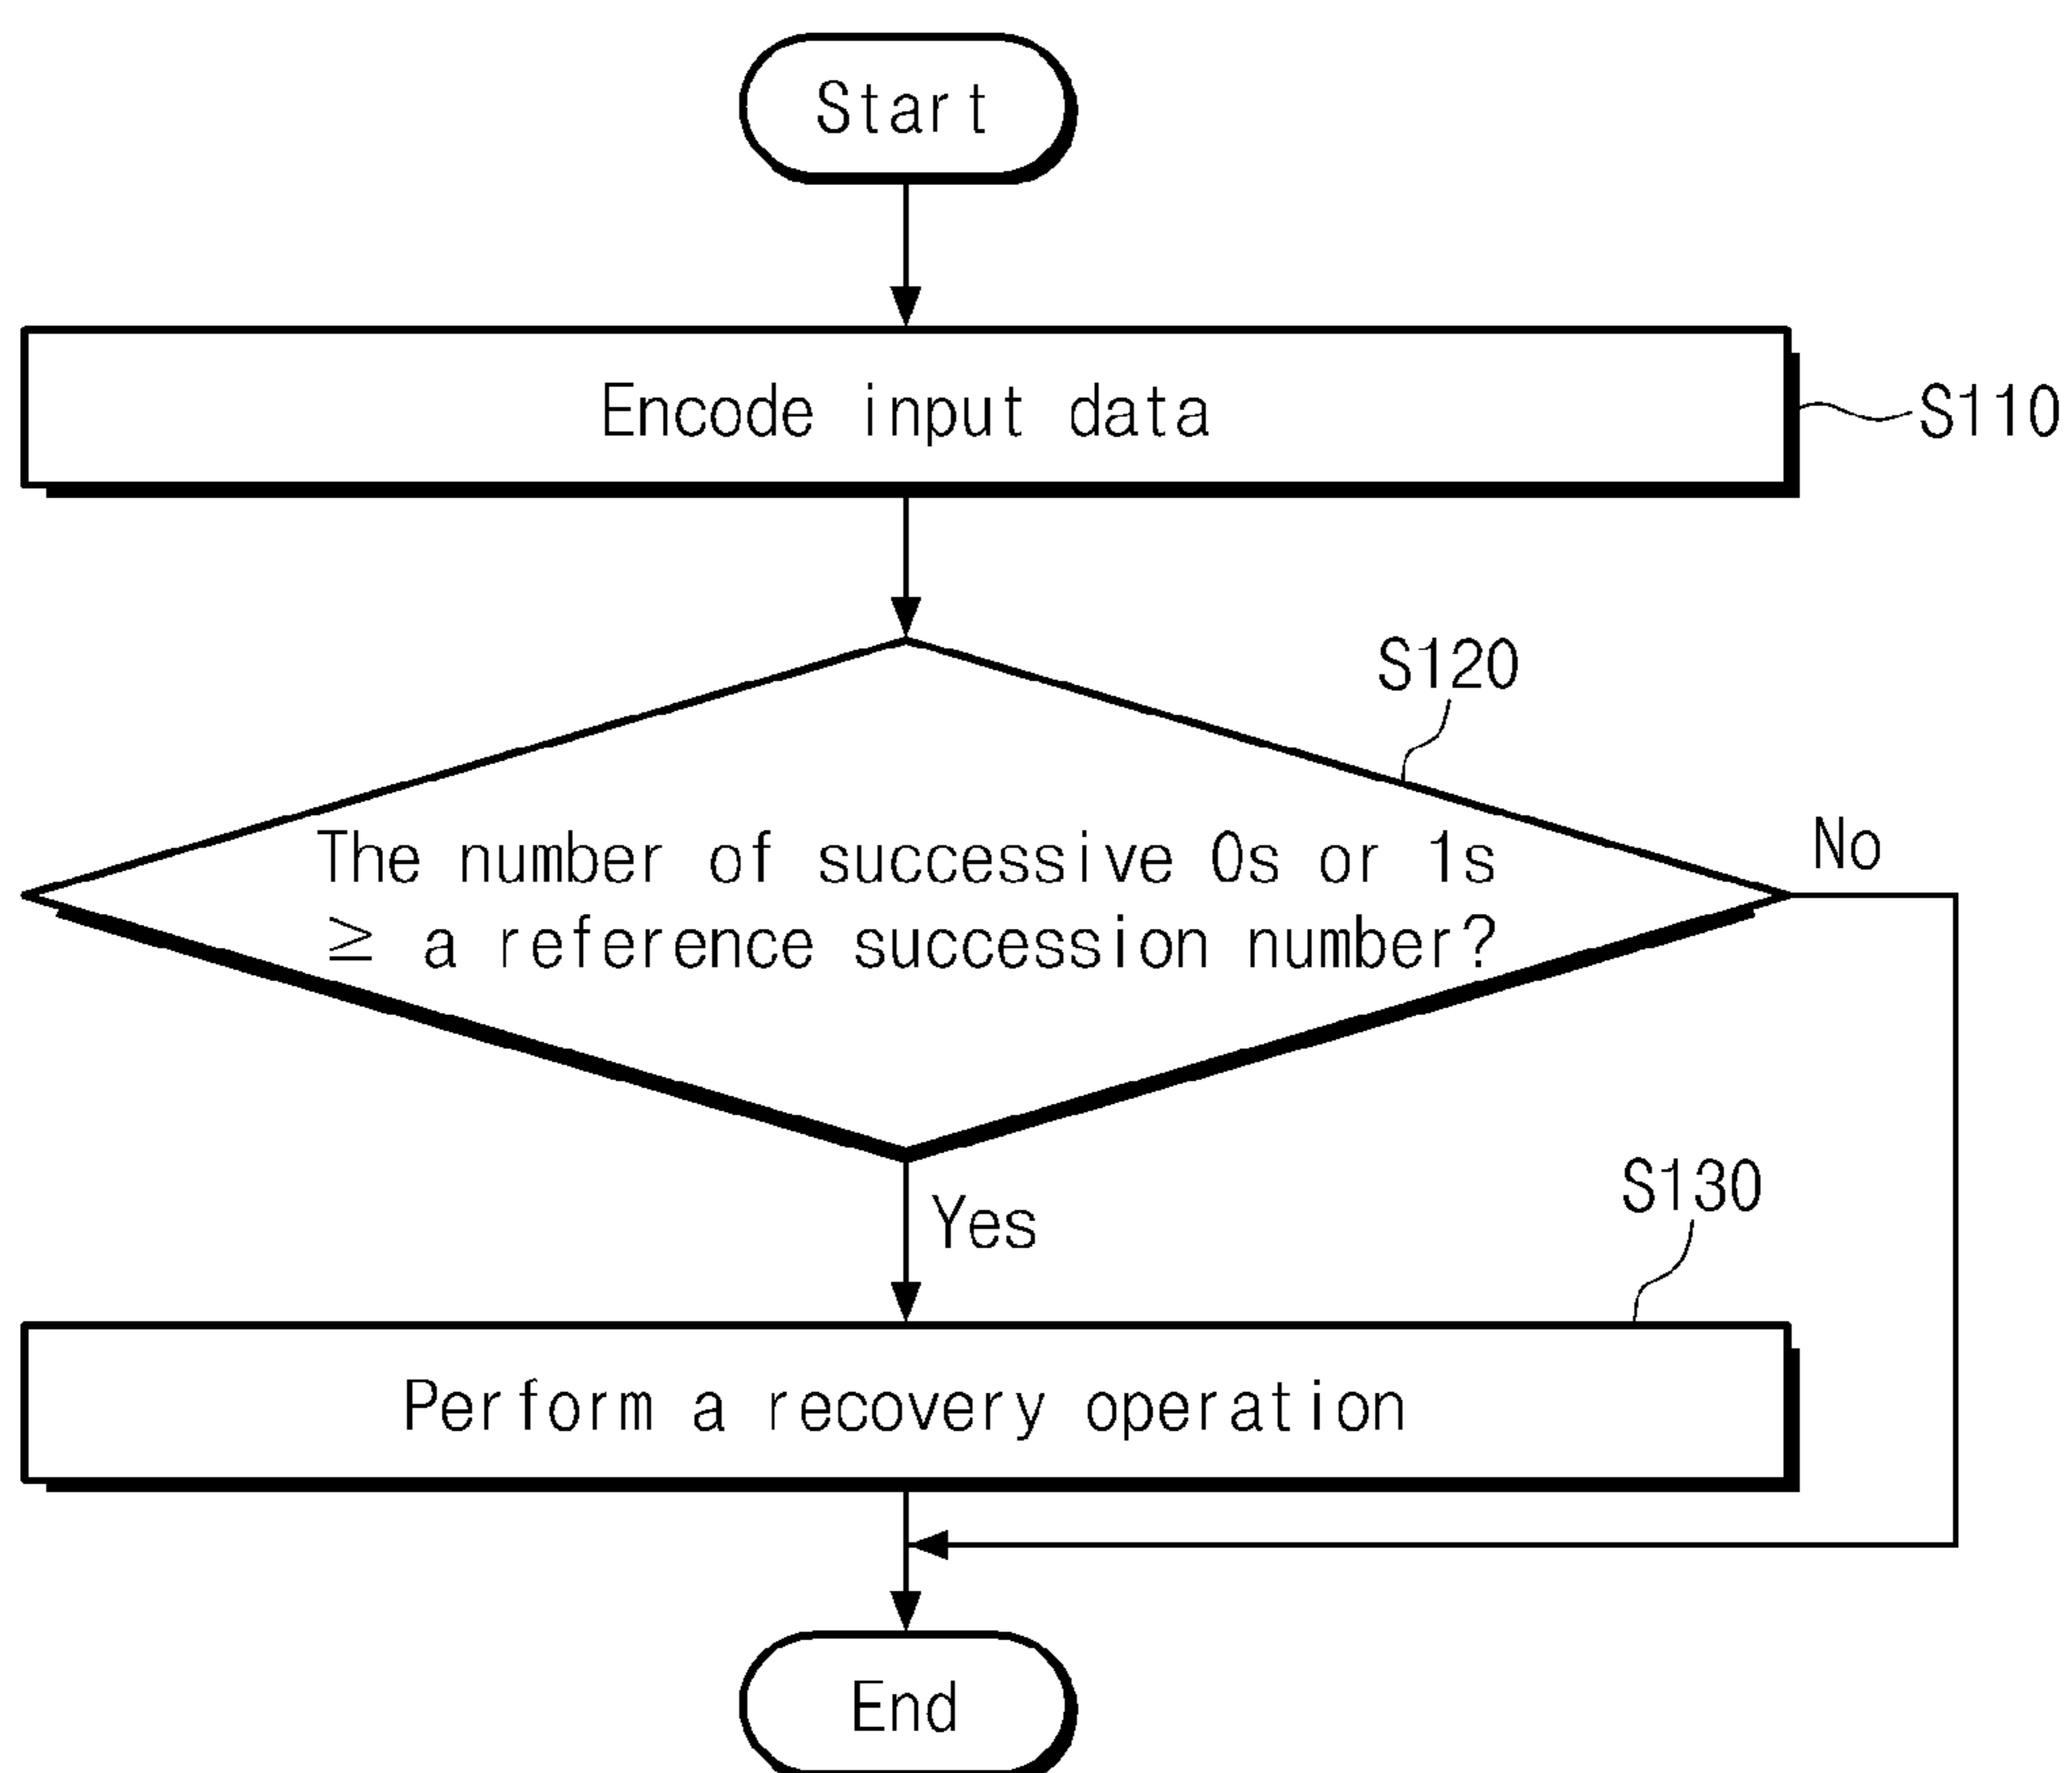 Start
Encode input data
S110
S120
The number of successive 0s or 1s
≥ a reference succession number?
No
Yes
S130
Perform a recovery operation
End